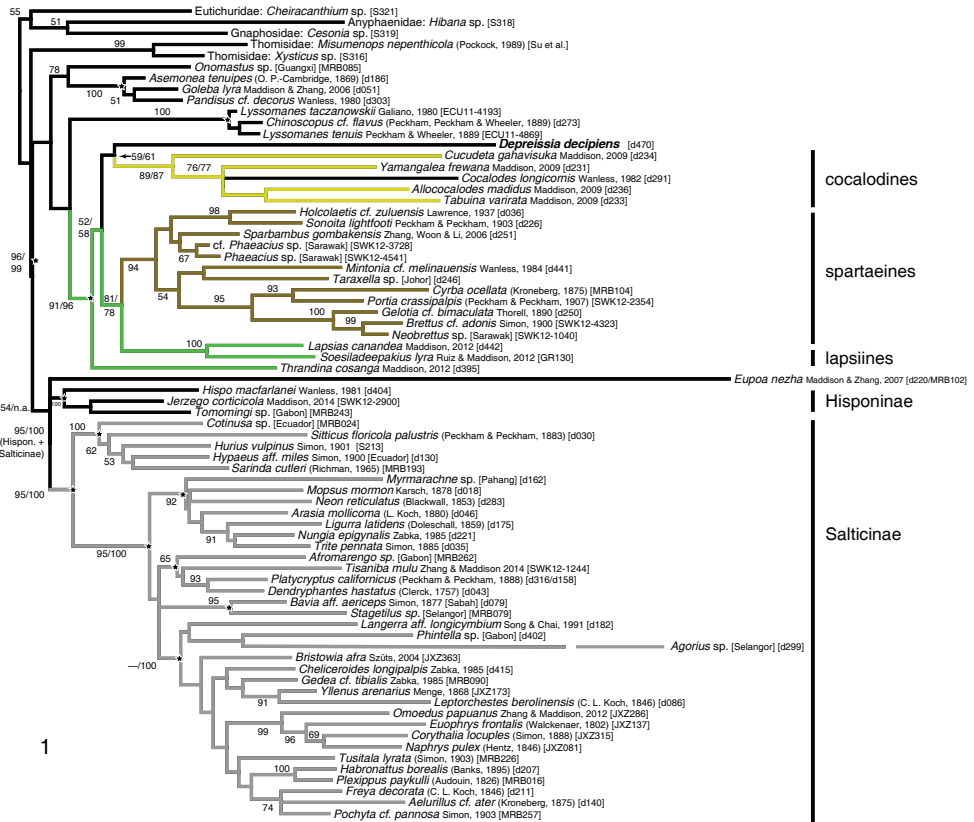 55
Eutichuridae: Cheiracanthium sp. [S321]
Anyphaenidae: Hibana sp. [S318]
51
Gnaphosidae: Cesonia sp. [S319]
99
Thomisidae: Misumenops nepenthicola (Pockock, 1989) [Su et al.]
Thomisidae: Xysticus sp. [S316]
78
Onomastus sp. [Guangxi] [MRB085]
Asemonea tenuipes (O. P.-Cambridge, 1869) [d186]
100
Goleba lyra Maddison & Zhang, 2006 [d051]
51
Pandisus cf. decorus Wanless, 1980 [d303]
100
Lyssomanes taczanowskii Galiano, 1980 [ECU11-4193]
Chinoscopus cf. flavus (Peckham, Peckham & Wheeler, 1889) [d273]
Lyssomanes tenuis Peckham & Wheeler, 1889 [ECU11-4869]
Depreissia decipiens [d470]
59/61
Cucudeta gahavisuka Maddison, 2009 [d234]
76/77
Yamangalea frewana Maddison, 2009 [d231]
89/87
Cocalodes longicornis Wanless, 1982 [d291]
cocalodines
Allococalodes madidus Maddison, 2009 [d236]
Tabuina varirata Maddison, 2009 [d233]
98
Holcolaetis cf. zuluensis Lawrence, 1937 [d036]
52/
58
Sonoita lightfooti Peckham & Peckham, 1903 [d226]
Sparbambus gombakensis Zhang, Woon & Li, 2006 [d251]
cf. Phaeacius sp. [Sarawak] [SWK12-3728]
67
Phaeacius sp. [Sarawak] [SWK12-4541]
96/
99
94
Mintonia cf. melinauensis Wanless, 1984 [d441]
spartaeines
Taraxella sp. [Johor] [d246]
54
93
Cyrba ocellata (Kroneberg, 1875) [MRB104]
91/96
81/
78
95
Portia crassipalpis (Peckham & Peckham, 1907) [SWK12-2354]
100
Gelotia cf. bimaculata Thorell, 1890 [d250]
99
Brettus cf. adonis Simon, 1900 [SWK12-4323]
Neobrettus sp. [Sarawak] [SWK12-1040]
100
Lapsias canandea Maddison, 2012 [d442]
Soesiladeepakius lyra Ruiz & Maddison, 2012 [GR130]
lapsiines
Thrandina cosanga Maddison, 2012 [d395]
Eupoa nezha Maddison & Zhang, 2007 [d220/MRB102]
Hispo macfarlanei Wanless, 1981 [d404]
100
Jerzego corticicola Maddison, 2014 [SWK12-2900]
Hisponinae
54/n.a.
Tomomingi sp. [Gabon] [MRB243]
95/100
(Hispon. +
Salticinae)
100
Cotinusa sp. [Ecuador] [MRB024]
Sitticus floricola palustris (Peckham & Peckham, 1883) [d030]
62
Hurius vulpinus Simon, 1901 [S213]
53
Hypaeus aff. miles Simon, 1900 [Ecuador] [d130]
Sarinda cutleri (Richman, 1965) [MRB193]
95/100
Myrmarachne sp. [Pahang] [d162]
92
Mopsus mormon Karsch, 1878 [d018]
Neon reticulatus (Blackwall, 1853) [d283]
Arasia mollicoma (L. Koch, 1880) [d046]
Ligurra latidens (Doleschall, 1859) [d175]
Salticinae
91
Nungia epigynalis Zabka, 1985 [d221]
Trite pennata Simon, 1885 [d035]
95/100
65
Afromarengo sp. [Gabon] [MRB262]
Tisaniba mulu Zhang & Maddison 2014 [SWK12-1244]
93
Platycryptus californicus (Peckham & Peckham, 1888) [d316/d158]
Dendryphantes hastatus (Clerck, 1757) [d043]
95
Bavia aff. aericeps Simon, 1877 [Sabah] [d079]
Stagetilus sp. [Selangor] [MRB079]
Langerra aff. longicymbium Song & Chai, 1991 [d182]
Phintella sp. [Gabon] [d402]
Agorius sp. [Selangor] [d299]
—/100
Bristowia afra Szüts, 2004 [JXZ363]
Cheliceroides longipalpis Zabka, 1985 [d415]
Gedea cf. tibialis Zabka, 1985 [MRB090]
Yllenus arenarius Menge, 1868 [JXZ173]
91
Leptorchestes berolinensis (C. L. Koch, 1846) [d086]
Omoedus papuanus Zhang & Maddison, 2012 [JXZ286]
99
Euophrys frontalis (Walckenaer, 1802) [JXZ137]
96
69
Corythalia locuples (Simon, 1888) [JXZ315]
1
Naphrys pulex (Hentz, 1846) [JXZ081]
Tusitala lyrata (Simon, 1903) [MRB226]
100
Habronattus borealis (Banks, 1895) [d207]
Plexippus paykulli (Audouin, 1826) [MRB016]
Freya decorata (C. L. Koch, 1846) [d211]
74
Aelurillus cf. ater (Kroneberg, 1875) [d140]
Pochyta cf. pannosa Simon, 1903 [MRB257]